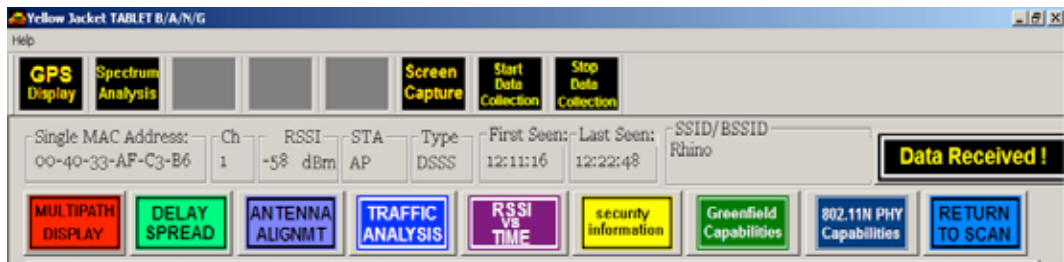 Yellow Jacket TABLET B/A/N/G
Help
GPS Display
Spectrum Analysis
Screen Capture
Start Data Collection
Stop Data Collection
Single MAC Address: Ch RSSI STA Type First Seen: Last Seen: SSID/BSSID
00-40-33-AF-C3-B6 1 -58 dBm AP DSSS 12:11:16 12:22:48 Rhino
Data Received !
MULTIPATH DISPLAY
DELAY SPREAD
ANTENNA ALIGNMT
TRAFFIC ANALYSIS
RSSI VS TIME
security information
Greenfield Capabilities
802.11N PHY Capabilities
RETURN TO SCAN